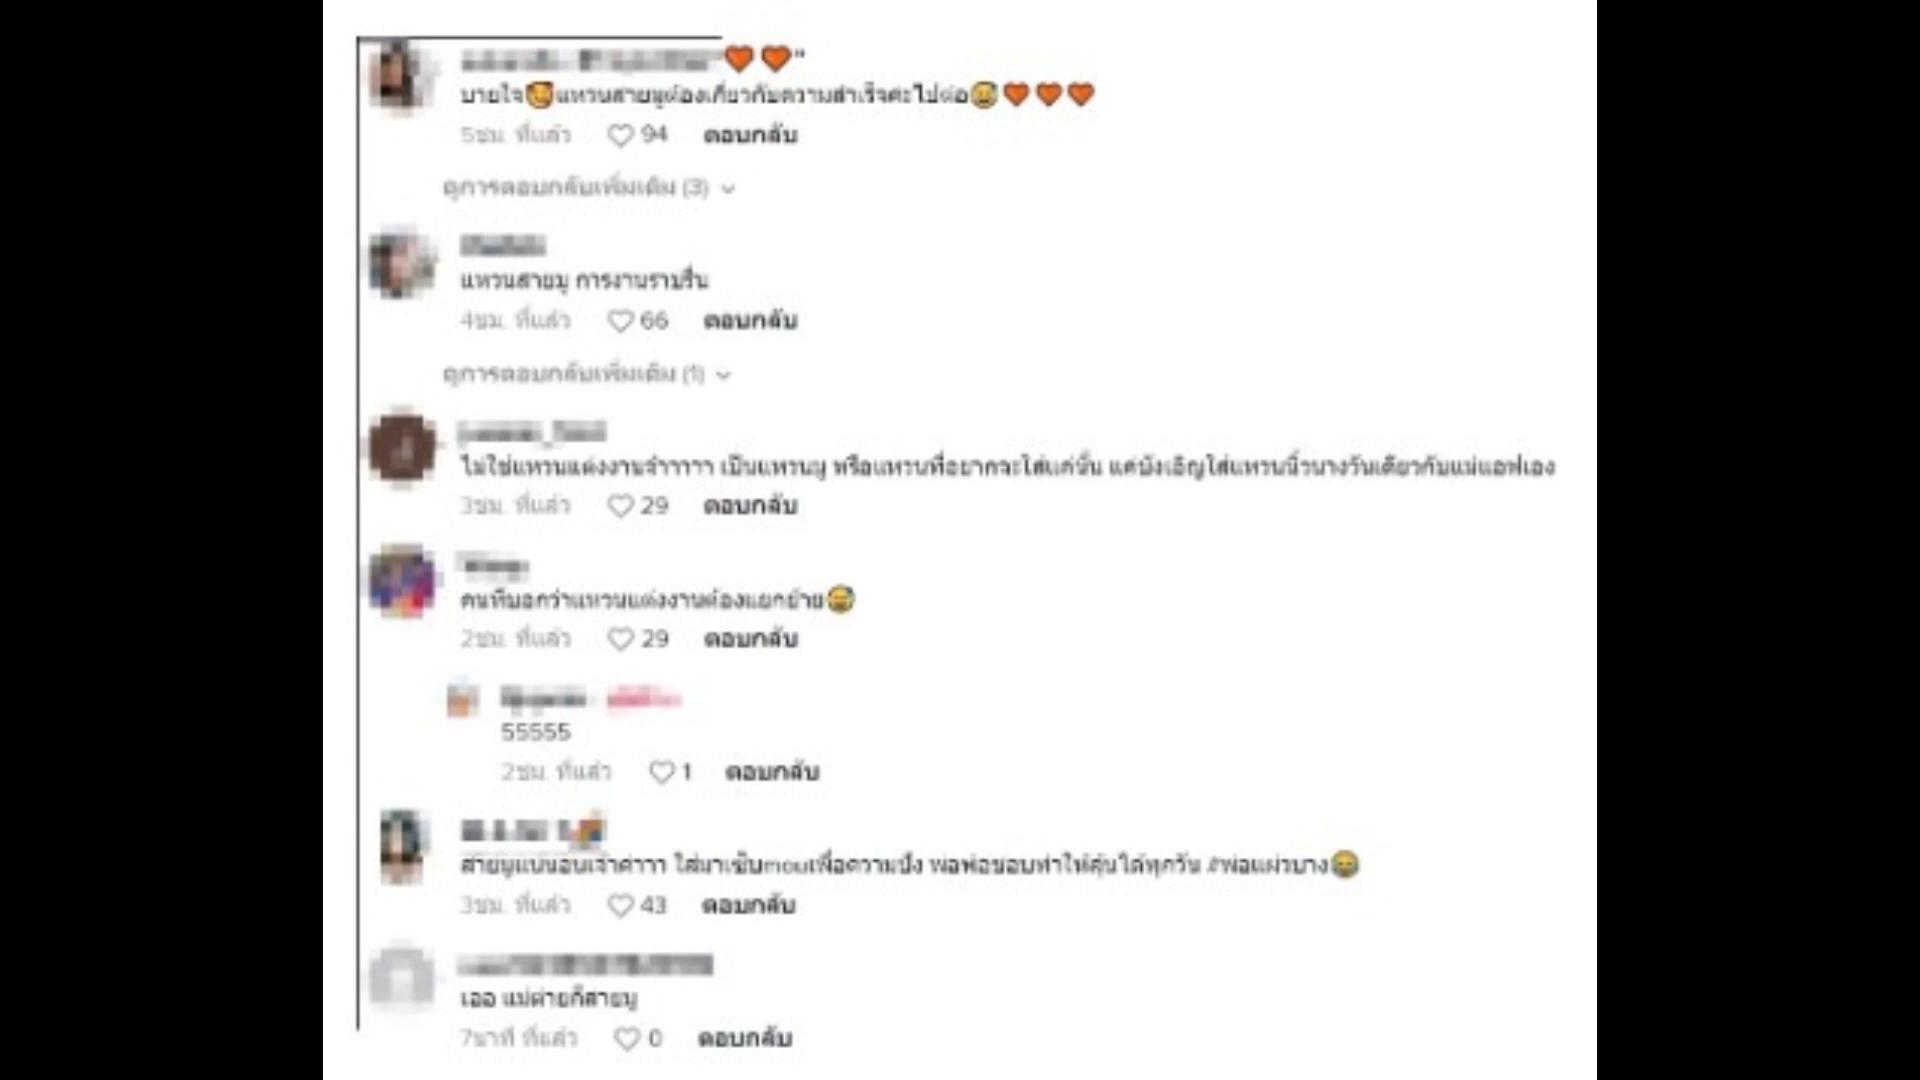 สบายใจ🥰แหวนสายมูต้องเกี่ยวกับความสำเร็จค่ะไปต่อ😅🧡🧡🧡
5ชม. ที่แล้ว 94 ตอบกลับ
ดูการตอบกลับเพิ่มเติม (3)
แหวนสายมู การงานราบรื่น
4ชม. ที่แล้ว 66 ตอบกลับ
ดูการตอบกลับเพิ่มเติม (1)
ไม่ใช่แหวนแต่งงานจ้าาาาา เป็นแหวนมู หรือแหวนที่อยากจะใส่แค่นั้น แค่บังเอิญใส่แหวนนิ้วนางวันเดียวกับแม่แอฟเอง
3ชม. ที่แล้ว 29 ตอบกลับ
คนที่บอกว่าแหวนแต่งงานต้องแยกย้าย😅
2ชม. ที่แล้ว 29 ตอบกลับ
55555
2ชม. ที่แล้ว 1 ตอบกลับ
สายมูแน่นอนเจ้าค่าาา ใส่มาเซ็นmouเพื่อความปัง พ่อพ่อชอบทำให้ลุ้นได้ทุกวัน #พ่อแผ่วบาง
3ชม. ที่แล้ว 43 ตอบกลับ
เออ แม่ต่ายก็สายมู
7นาที ที่แล้ว 0 ตอบกลับ